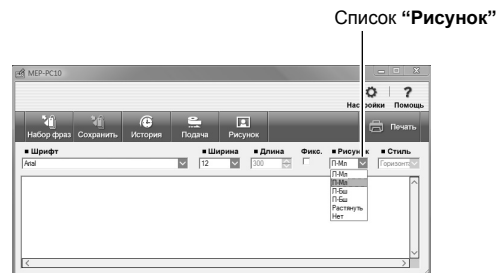 Список “Рисунок”
MEP-PC10
Настройки Помощь
Набор фраз Сохранить История Подача Рисунок Печать
■ Шрифт ■ Ширина ■ Длина Фикс. ■ Рисунок ■ Стиль
Arial 12 300 П-Мл Горизонта
П-Мл
П-Мл
П-Бш
П-Бш
Растянуть
Нет